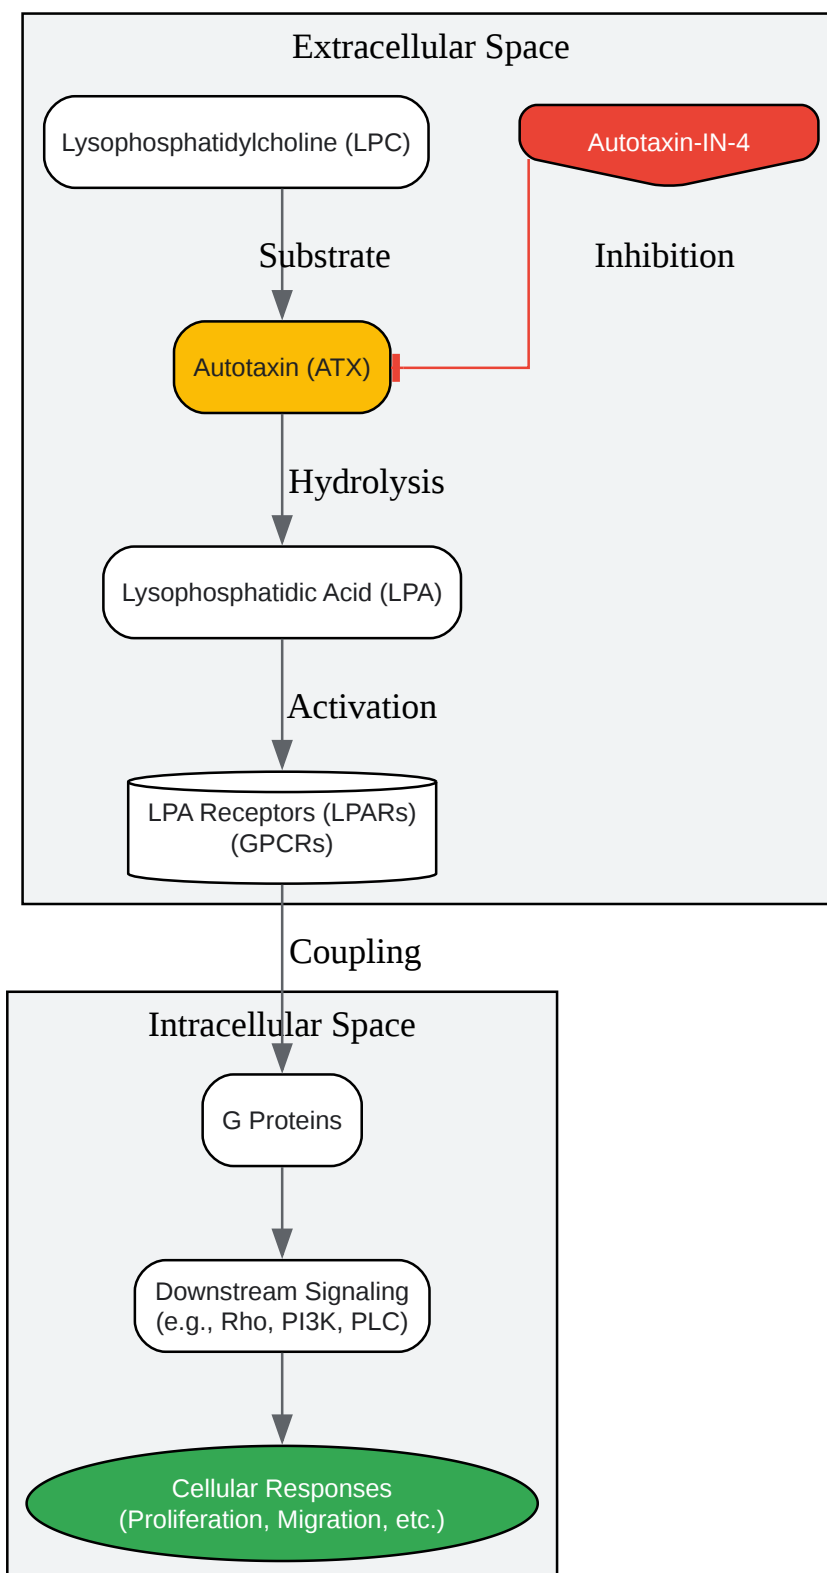 Extracellular Space
Lysophosphatidylcholine (LPC)
Autotaxin-IN-4
Substrate
Inhibition
Autotaxin (ATX)
Hydrolysis
Lysophosphatidic Acid (LPA)
Activation
LPA Receptors (LPARs)
(GPCRs)
Coupling
Intracellular Space
G Proteins
Downstream Signaling
(e.g., Rho, PI3K, PLC)
Cellular Responses
(Proliferation, Migration, etc.)